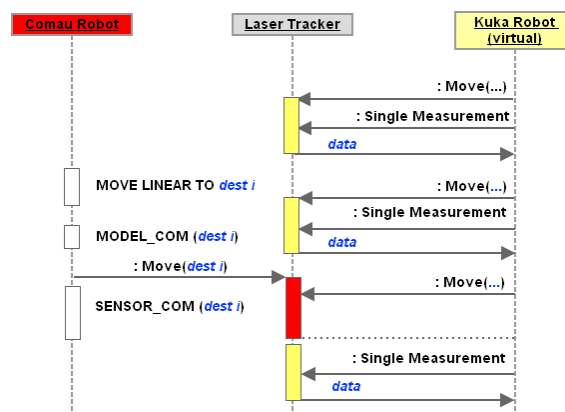 Comau Robot
Laser Tracker
Kuka Robot
(virtual)
: Move(...)
: Single Measurement
data
MOVE LINEAR TO dest i
: Move(...)
: Single Measurement
MODEL_COM (dest i)
data
: Move(dest i)
: Move(...)
SENSOR_COM (dest i)
: Single Measurement
data